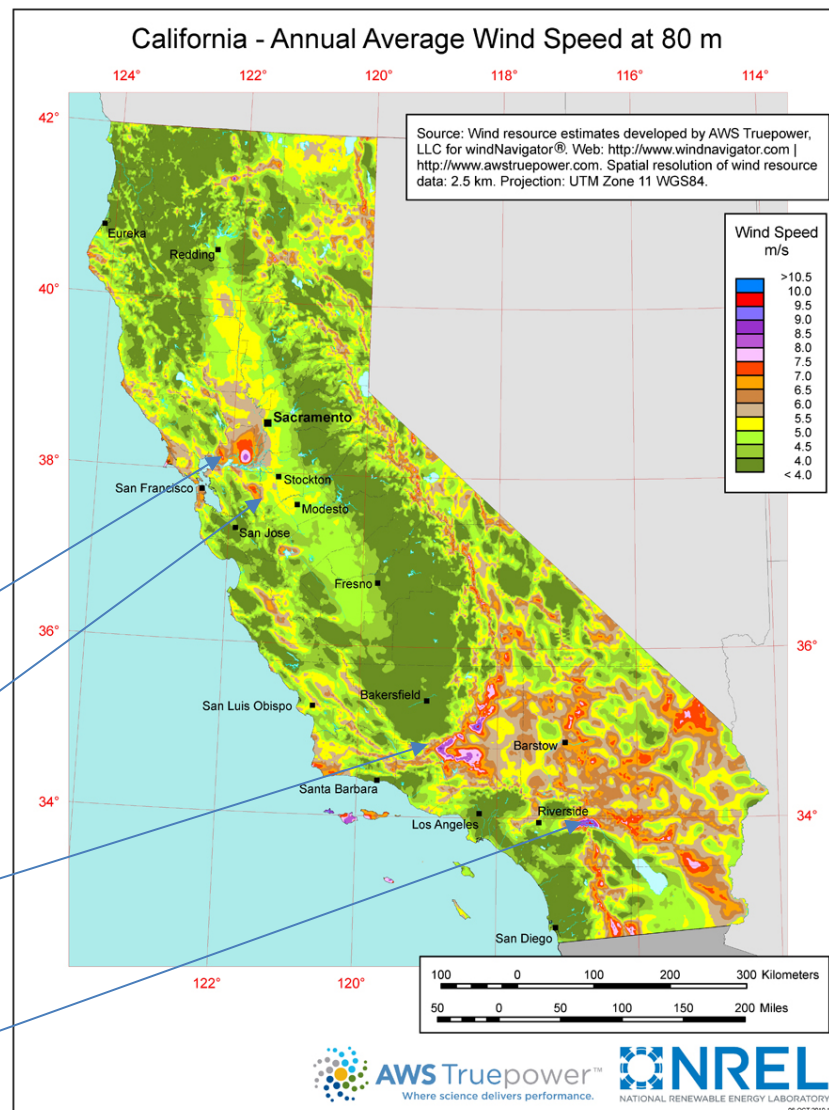 California - Annual Average Wind Speed at 80 m
124°
122°
120°
118°
116°
114°
42°
Source: Wind resource estimates developed by AWS Truepower,
LLC for windNavigator®. Web: http://www.windnavigator.com |
http://www.awstruepower.com. Spatial resolution of wind resource
data: 2.5 km. Projection: UTM Zone 11 WGS84.
Wind Speed
m/s
>10.5
10.0
9.5
9.0
8.5
8.0
7.5
7.0
6.5
6.0
5.5
5.0
4.5
4.0
< 4.0
Eureka
Redding
40°
Sacramento
38°
Stockton
San Francisco
Modesto
San Jose
Fresno
36°
36°
Bakersfield
San Luis Obispo
Barstow
Santa Barbara
34°
34°
Riverside
Los Angeles
San Diego
122°
120°
100 0 100 200 300 Kilometers
50 0 50 100 150 200 Miles
AWS Truepower™
Where science delivers performance.
NREL
NATIONAL RENEWABLE ENERGY LABORATORY